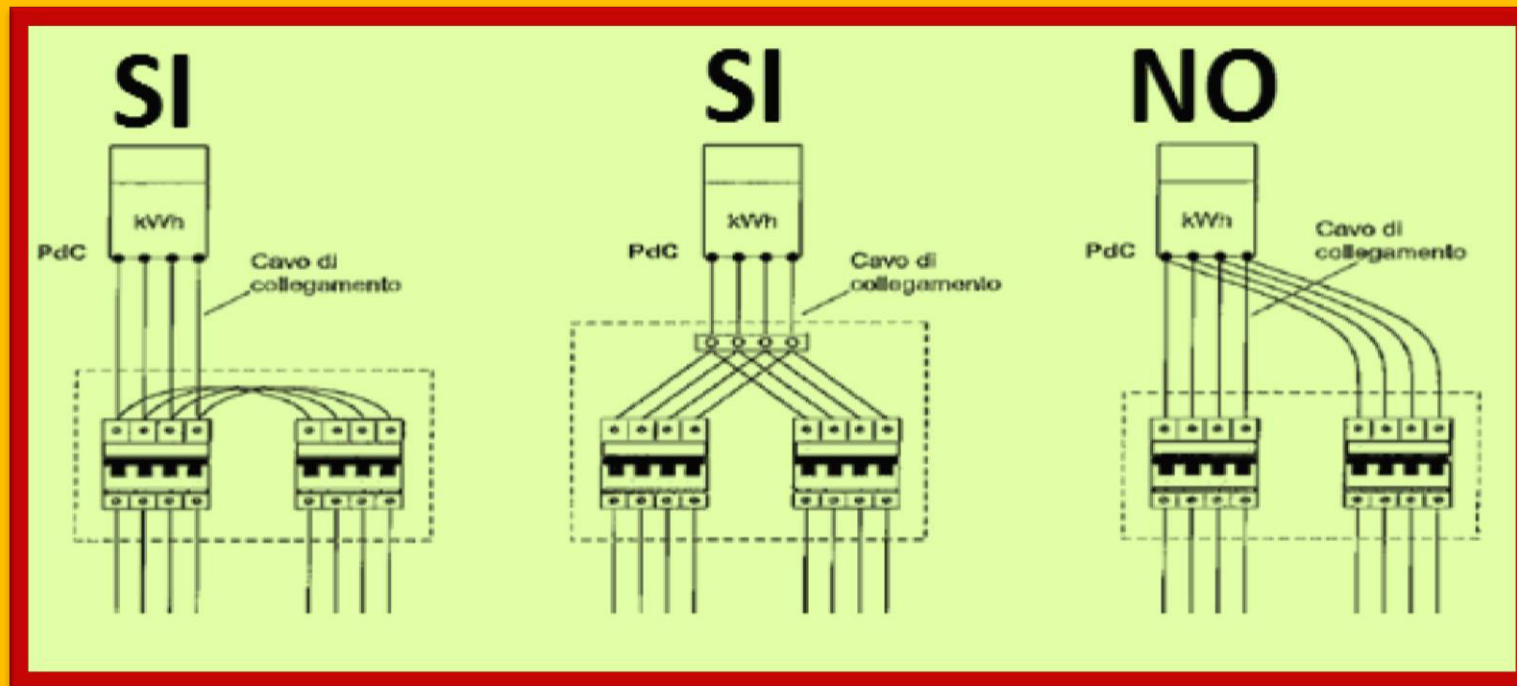 SI
kWh
PdC
Cavo di
collegamento
SI
kWh
PdC
Cavo di
collegamento
NO
kWh
PdC
Cavo di
collegamento